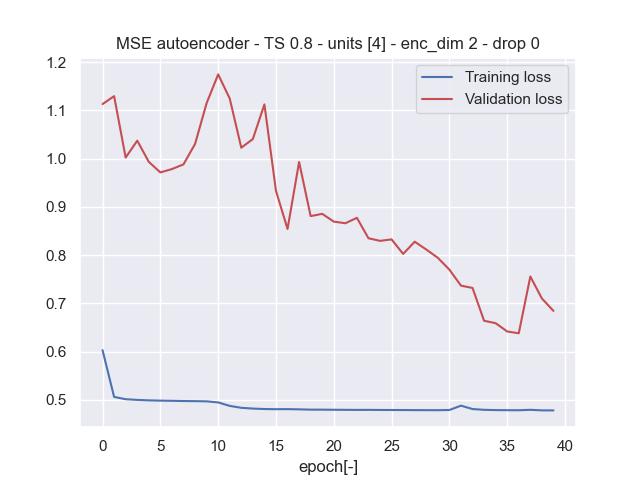 MSE autoencoder - TS 0.8 - units [4] - enc_dim 2 - drop 0
Training loss
Validation loss
1.2
1.1
1.0
0.9
0.8
0.7
0.6
0.5
0 5 10 15 20 25 30 35 40
epoch[-]